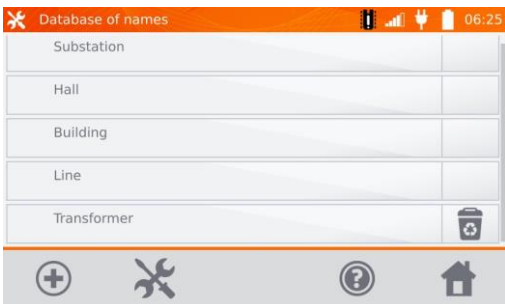 Database of names
06:25
Substation
Hall
Building
Line
Transformer